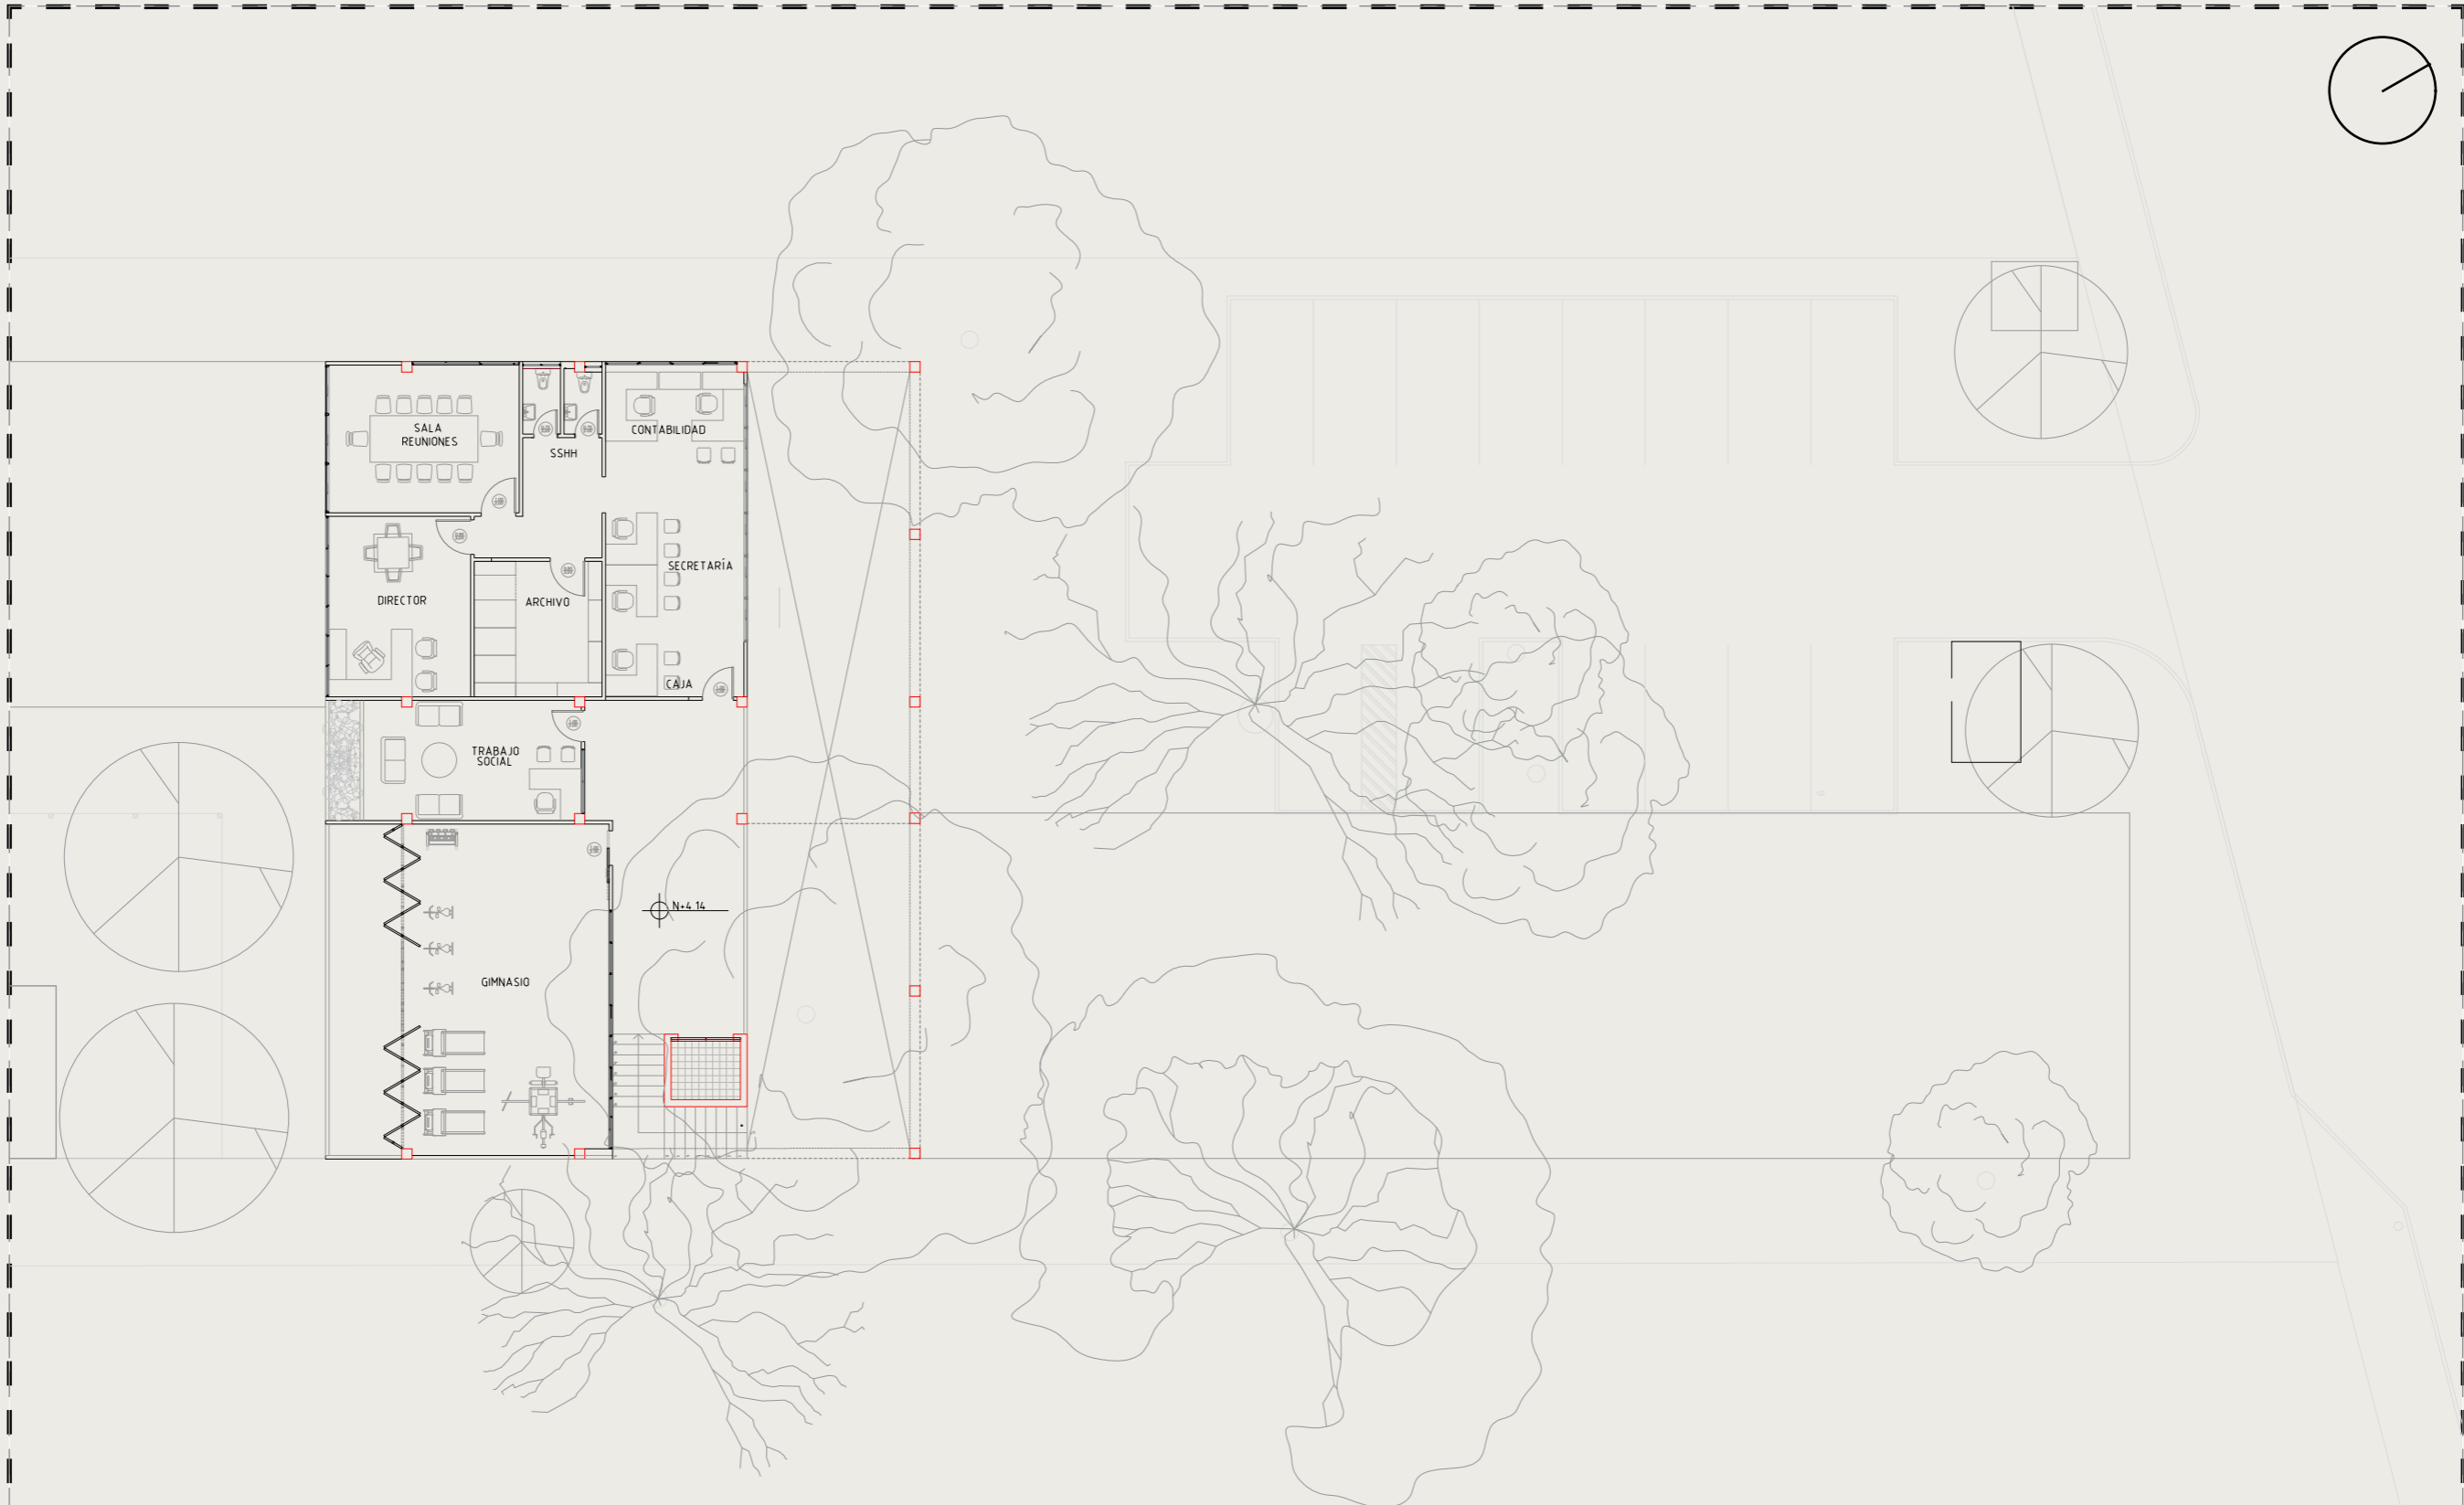 SALA
REUNIONES
CONTABILIDAD
SSHH
SECRETARÍA
DIRECTOR
ARCHIVO
CAJA
TRABAJO
SOCIAL
N+4.14
GIMNASIO